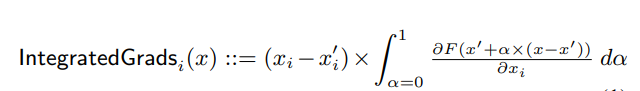 IntegratedGrads_i(x) ::= (x_i − x′_i) × ∫_{α=0}^{1} ∂F(x′+α×(x−x′))/∂x_i dα